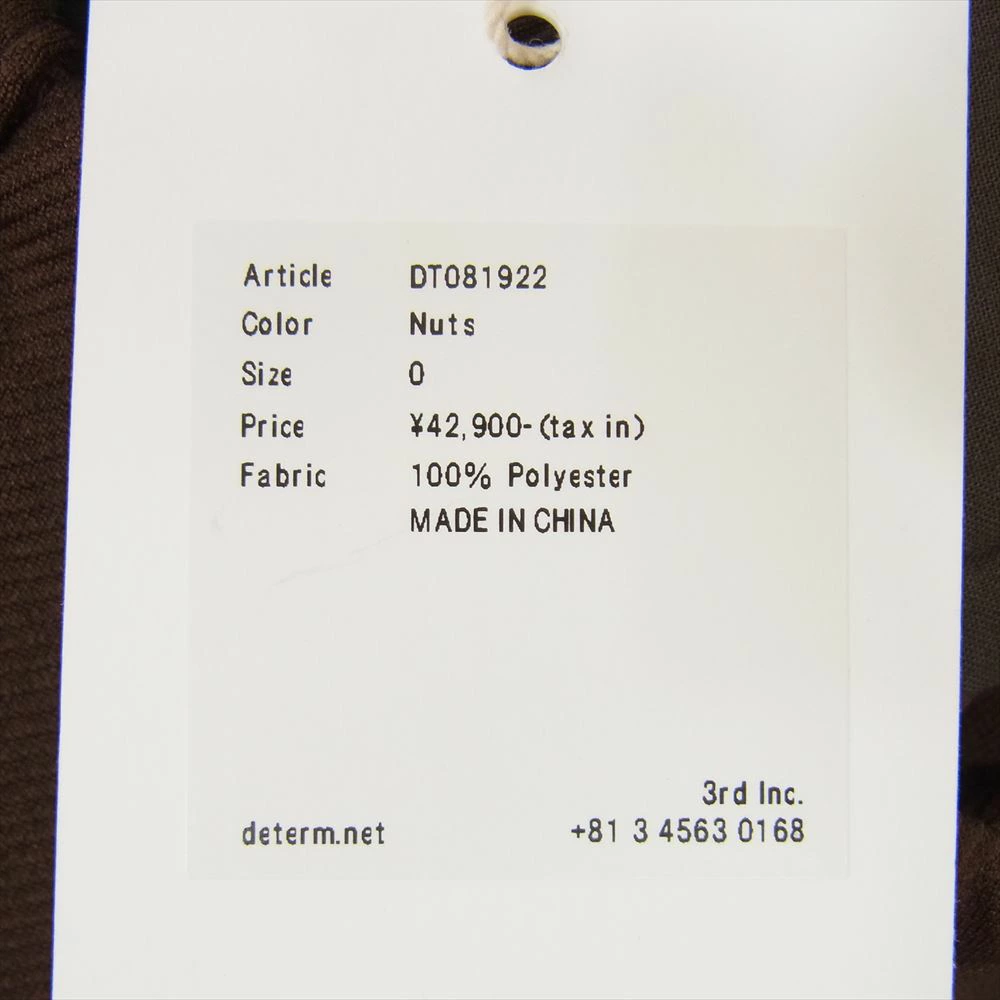 Article DT081922
Color Nuts
Size 0
Price ¥42,900-(tax in)
Fabric 100% Polyester
MADE IN CHINA
3rd Inc.
determ.net +81 3 4563 0168